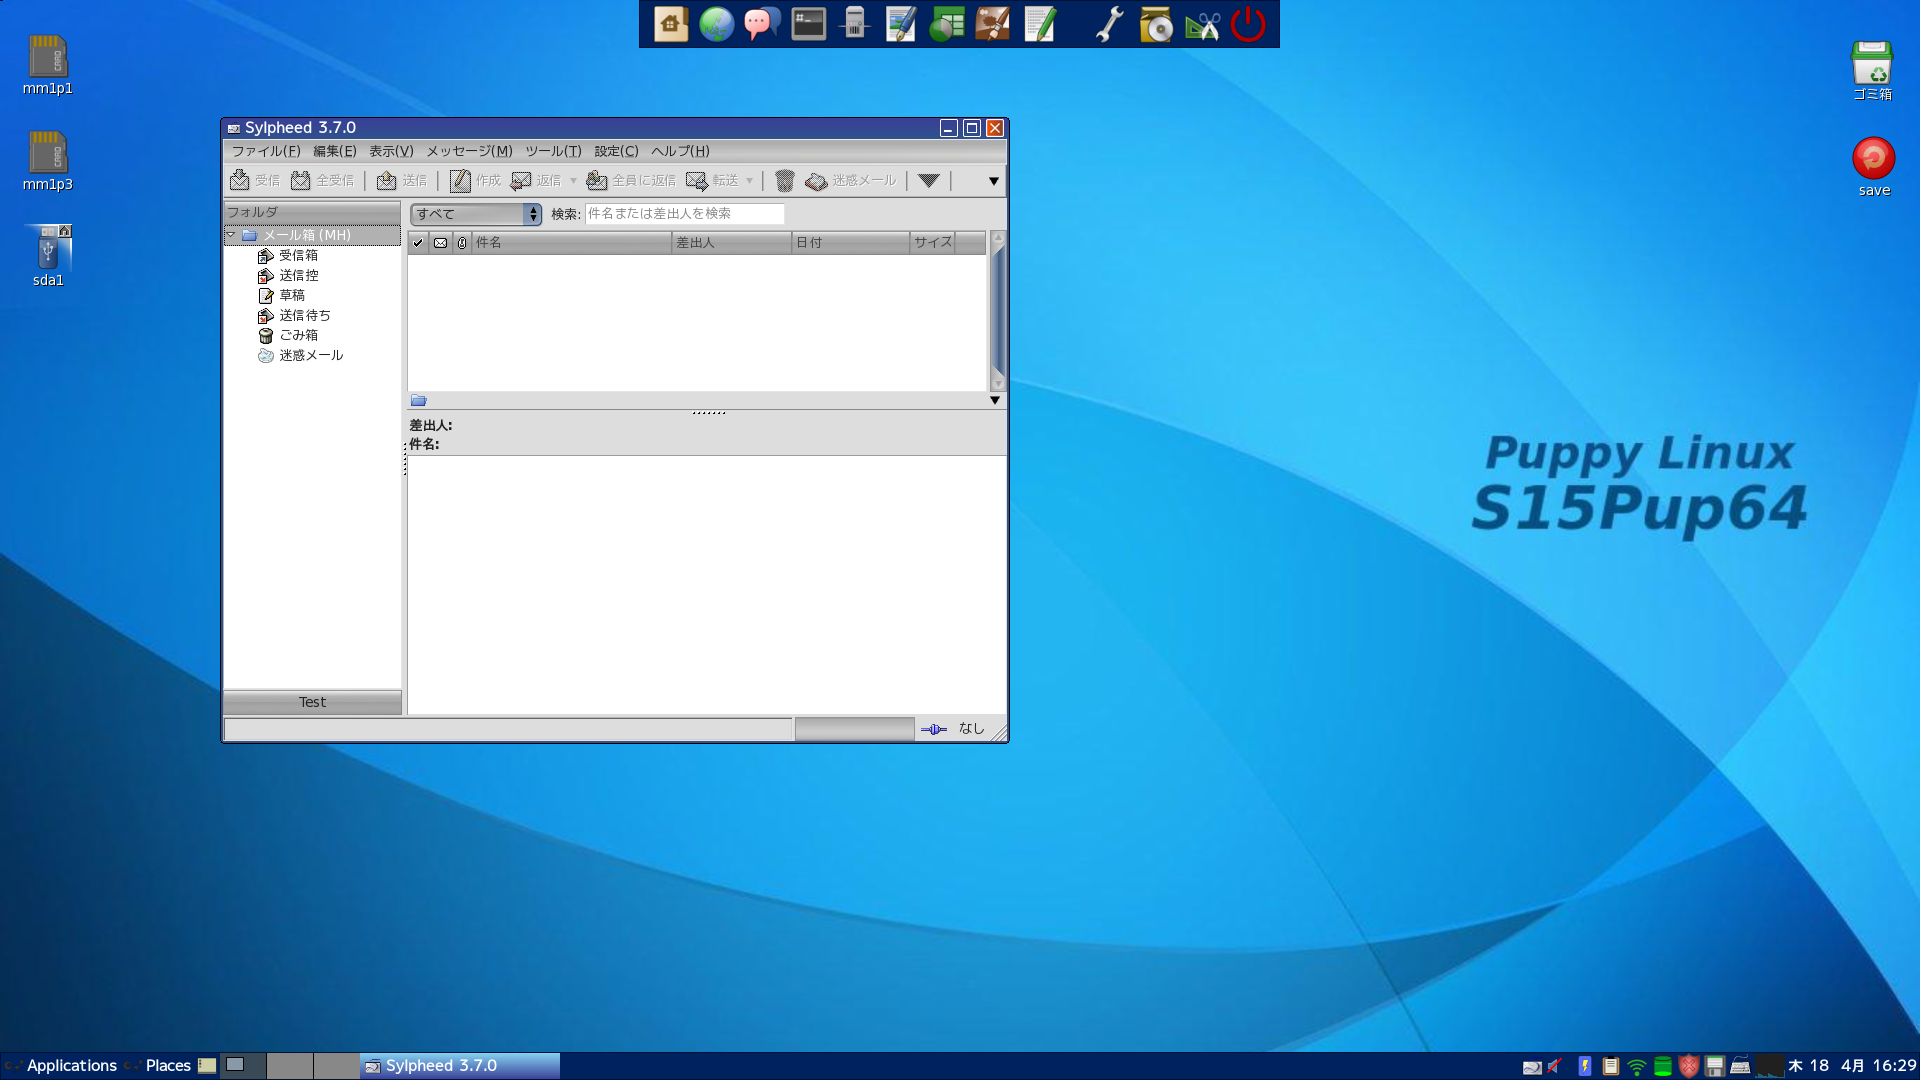 mm1p1
mm1p3
sda1
ゴミ箱
save
Sylpheed 3.7.0
ファイル(F) 編集(E) 表示(V) メッセージ(M) ツール(T) 設定(C) ヘルプ(H)
受信 全受信 送信 作成 返信 全員に返信 転送 迷惑メール
フォルダ
メール箱 (MH)
受信箱
送信控
草稿
送信待ち
ごみ箱
迷惑メール
Test
すべて 検索: 件名または差出人を検索
件名 差出人 日付 サイズ
差出人:
件名:
なし
Puppy Linux
S15Pup64
Applications Places Sylpheed 3.7.0 木 18 4月 16:29